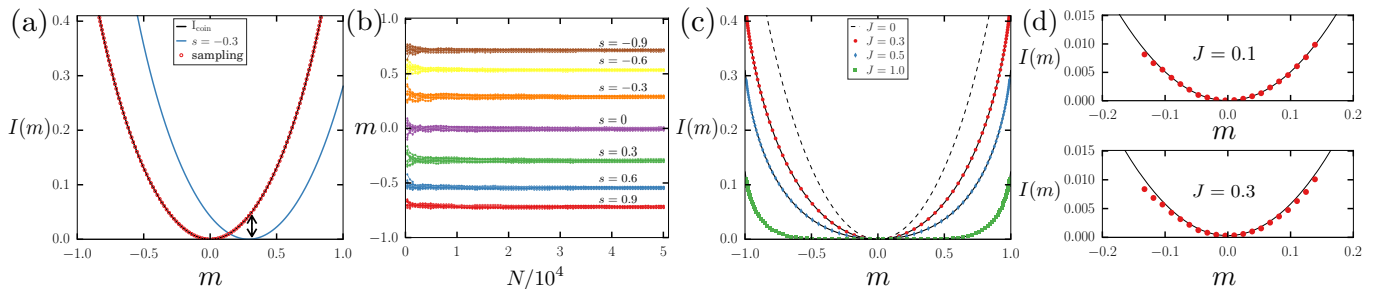 (a)
I_coin
s = −0.3
sampling
I(m)
0.4
0.3
0.2
0.1
0.0
−1.0 −0.5 0.0 0.5 1.0
m
(b)
1.0
0.5
0.0
−0.5
−1.0
m
s = −0.9
s = −0.6
s = −0.3
s = 0
s = 0.3
s = 0.6
s = 0.9
0 1 2 3 4 5
N/10^4
(c)
J = 0
J = 0.3
J = 0.5
J = 1.0
I(m)
0.4
0.3
0.2
0.1
0.0
−1.0 −0.5 0.0 0.5 1.0
m
(d)
0.015
0.010
0.005
0.000
I(m)
J = 0.1
−0.2 −0.1 0.0 0.1 0.2
m
0.015
0.010
0.005
0.000
I(m)
J = 0.3
−0.2 −0.1 0.0 0.1 0.2
m